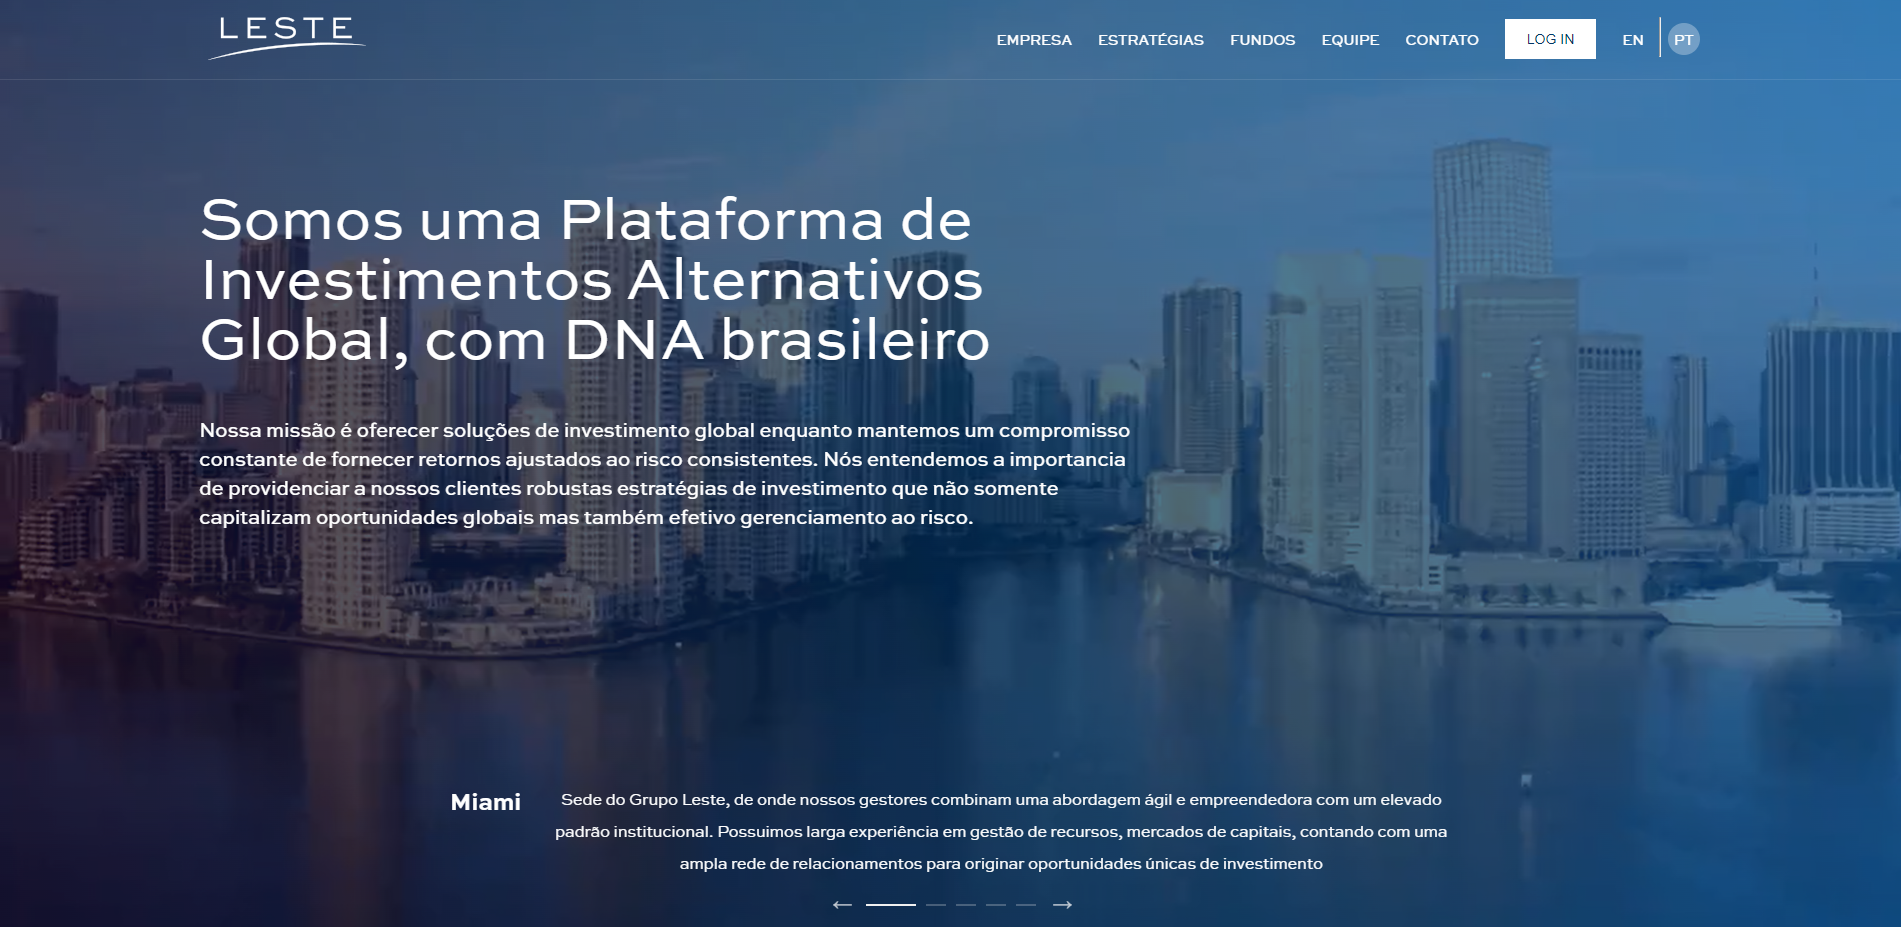 LESTE
EMPRESA ESTRATÉGIAS FUNDOS EQUIPE CONTATO LOG IN EN PT
Somos uma Plataforma de
Investimentos Alternativos
Global, com DNA brasileiro
Nossa missão é oferecer soluções de investimento global enquanto mantemos um compromisso
constante de fornecer retornos ajustados ao risco consistentes. Nós entendemos a importancia
de providenciar a nossos clientes robustas estratégias de investimento que não somente
capitalizam oportunidades globais mas também efetivo gerenciamento ao risco.
Miami
Sede do Grupo Leste, de onde nossos gestores combinam uma abordagem ágil e empreendedora com um elevado
padrão institucional. Possuimos larga experiência em gestão de recursos, mercados de capitais, contando com uma
ampla rede de relacionamentos para originar oportunidades únicas de investimento